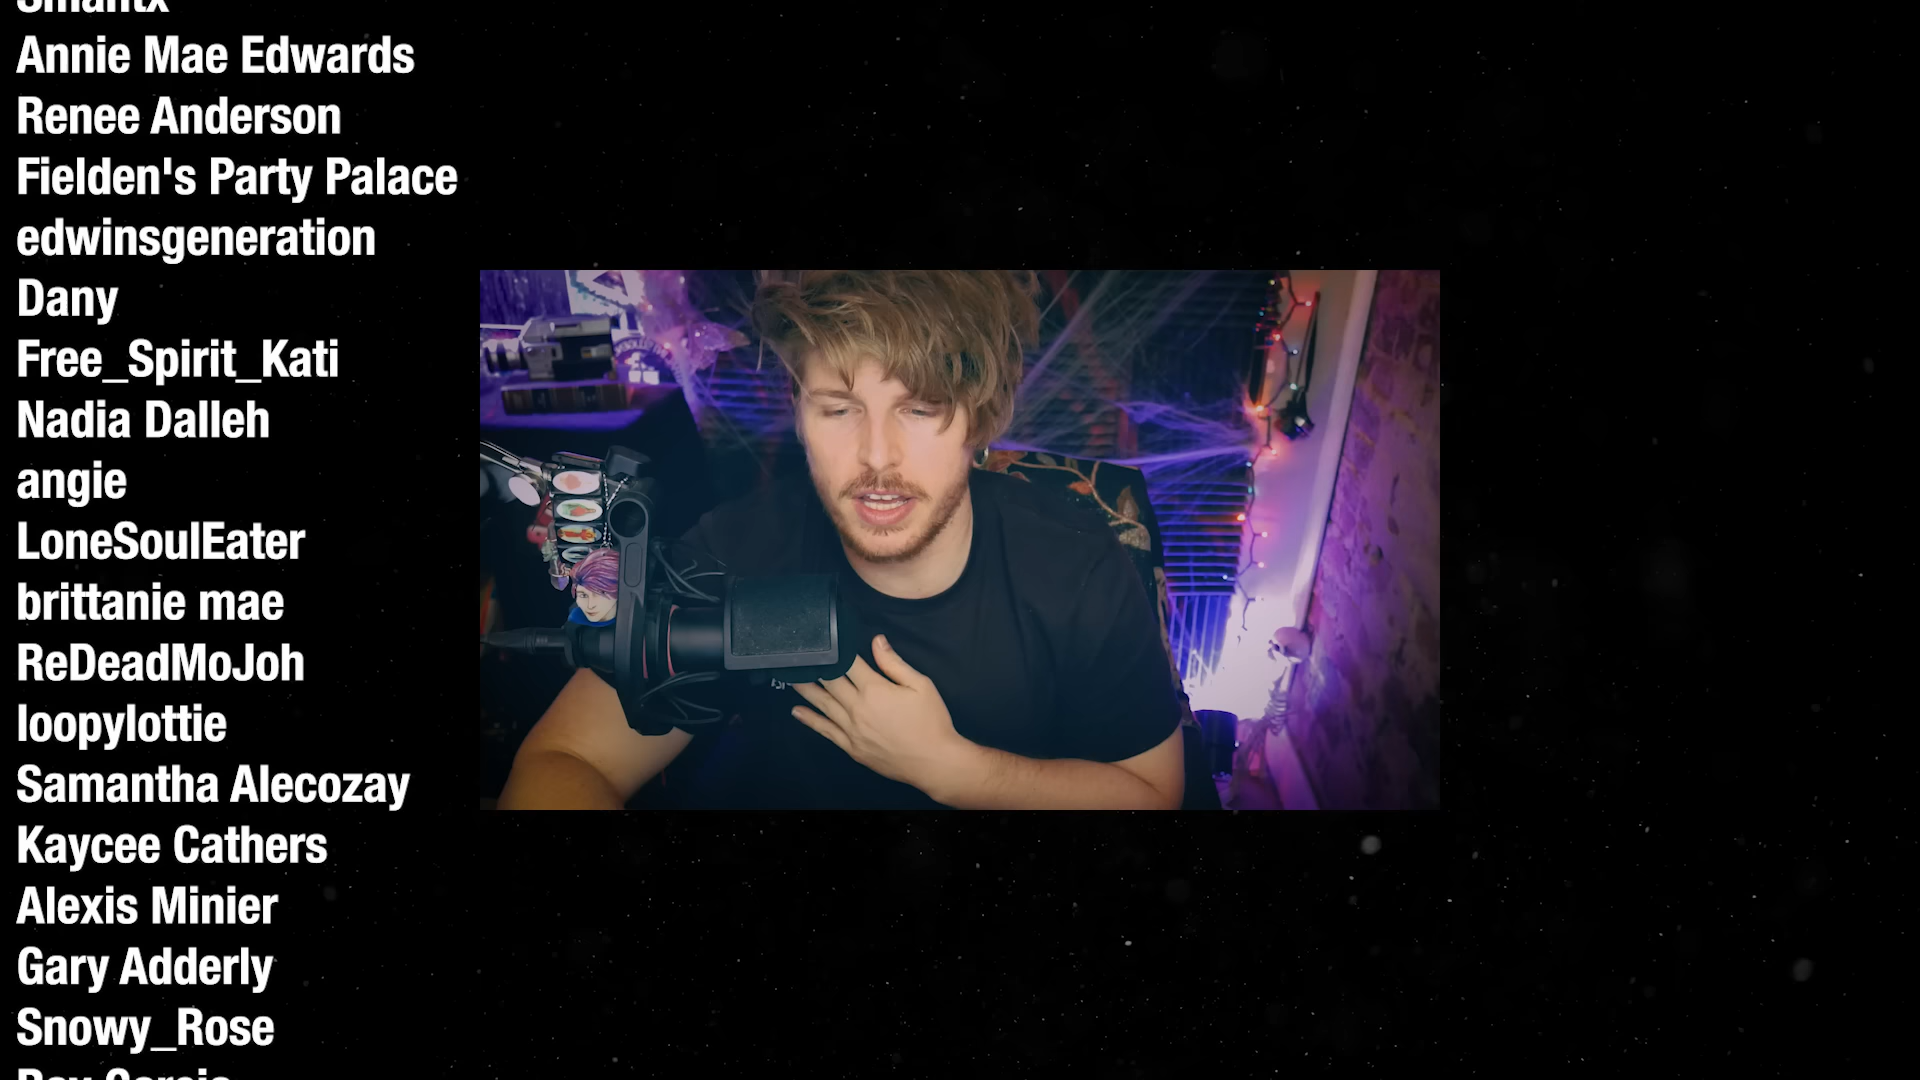 Annie Mae Edwards
Renee Anderson
Fielden's Party Palace
edwinsgeneration
Dany
Free_Spirit_Kati
Nadia Dalleh
angie
LoneSoulEater
brittanie mae
ReDeadMoJoh
loopylottie
Samantha Alecozay
Kaycee Cathers
Alexis Minier
Gary Adderly
Snowy_Rose